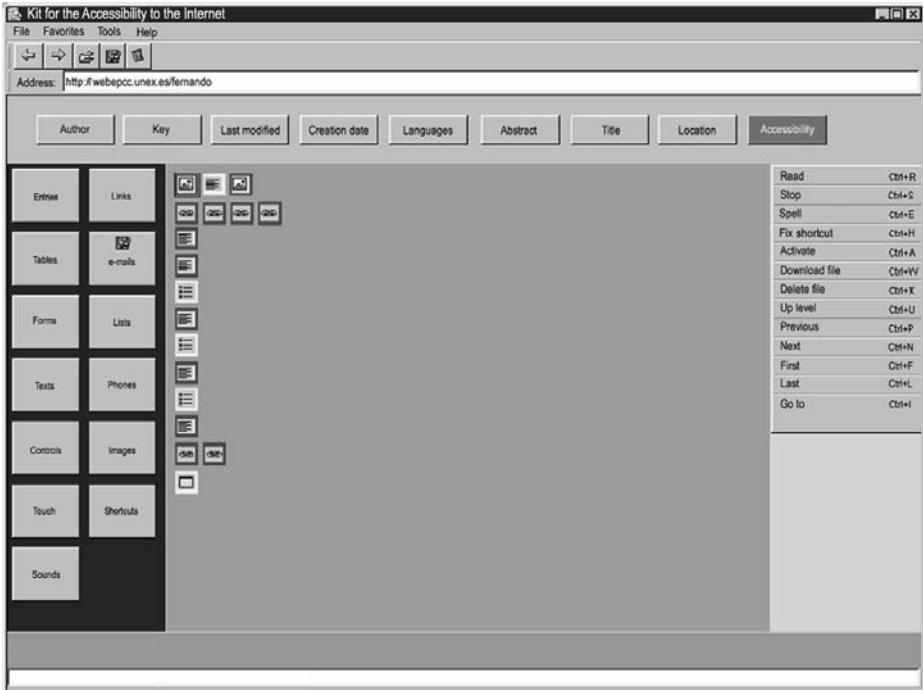 Kit for the Accessibility to the Internet
File Favorites Tools Help
Address: http://webepcc.unex.es/fernando
Author Key Last modified Creation date Languages Abstract Title Location Accessibility
Entries Links
Tables e-mails
Forms Lists
Texts Phones
Controls Images
Touch Shortcuts
Sounds
Read Ctrl+R
Stop Ctrl+S
Spell Ctrl+E
Fix shortcut Ctrl+H
Activate Ctrl+A
Download file Ctrl+W
Delete file Ctrl+X
Up level Ctrl+U
Previous Ctrl+P
Next Ctrl+N
First Ctrl+F
Last Ctrl+L
Go to Ctrl+I